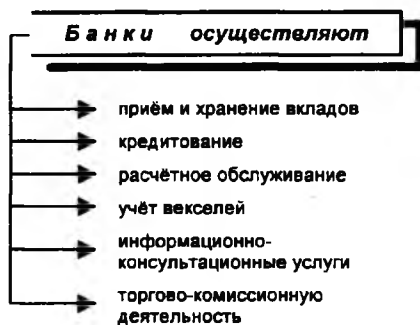 Банки осуществляют
приём и хранение вкладов
кредитование
расчётное обслуживание
учёт векселей
информационно-
консультационные услуги
торгово-комиссионную
деятельность